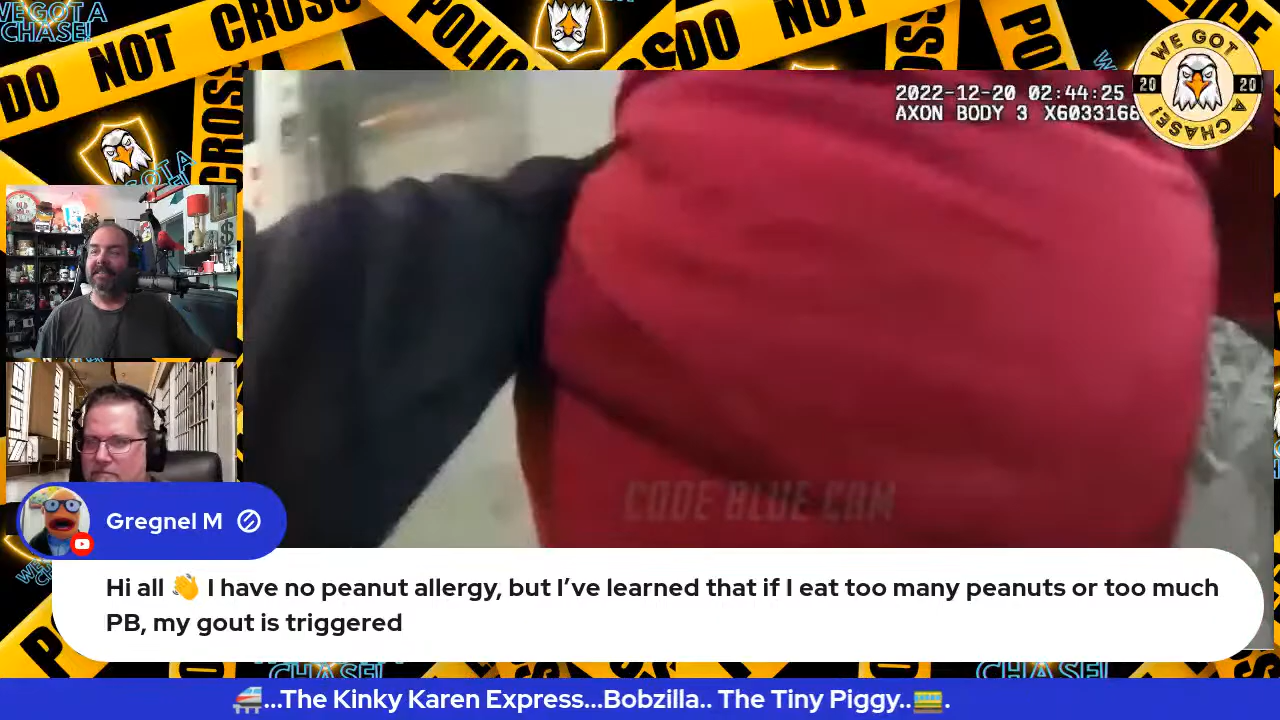 WE GOT A
CHASE!
DO NOT CROSS
POLICE
DO NOT
CROSS
WE GOT
A CHASE!
20 20
2022-12-20 02:44:25
AXON BODY 3 X6033168
CODE BLUE CAM
Gregnel M
Hi all 👋 I have no peanut allergy, but I’ve learned that if I eat too many peanuts or too much
PB, my gout is triggered
CHASE!
CHASE!
🚈...The Kinky Karen Express...Bobzilla.. The Tiny Piggy..🚃.